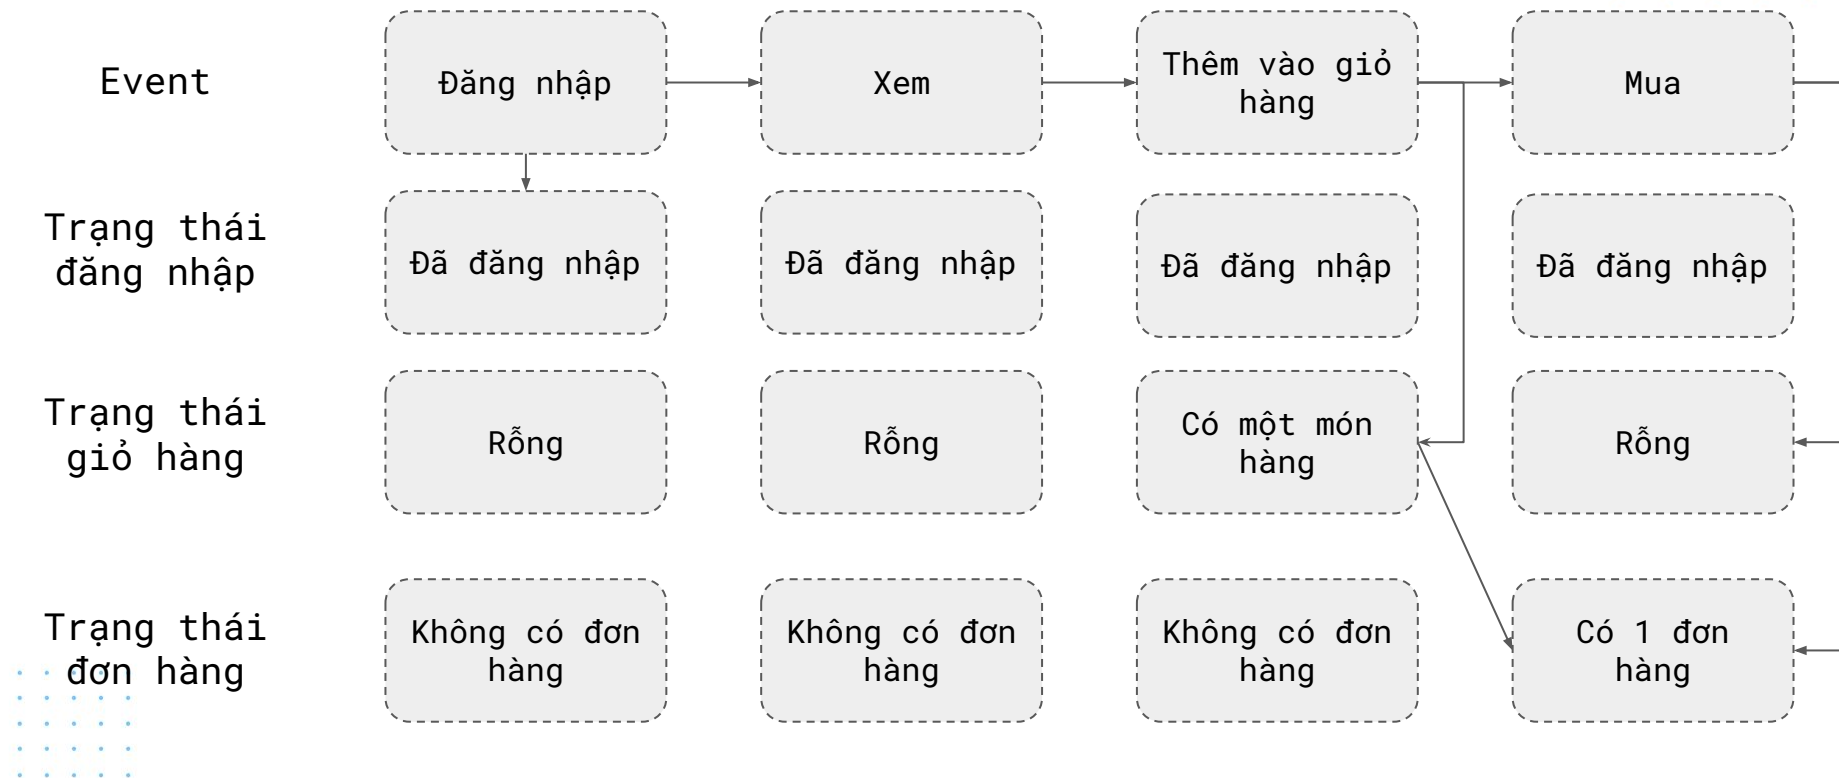 Event
Đăng nhập
Xem
Thêm vào giỏ
hàng
Mua
Trạng thái
đăng nhập
Đã đăng nhập
Đã đăng nhập
Đã đăng nhập
Đã đăng nhập
Trạng thái
giỏ hàng
Rỗng
Rỗng
Có một món
hàng
Rỗng
Trạng thái
đơn hàng
Không có đơn
hàng
Không có đơn
hàng
Không có đơn
hàng
Có 1 đơn
hàng